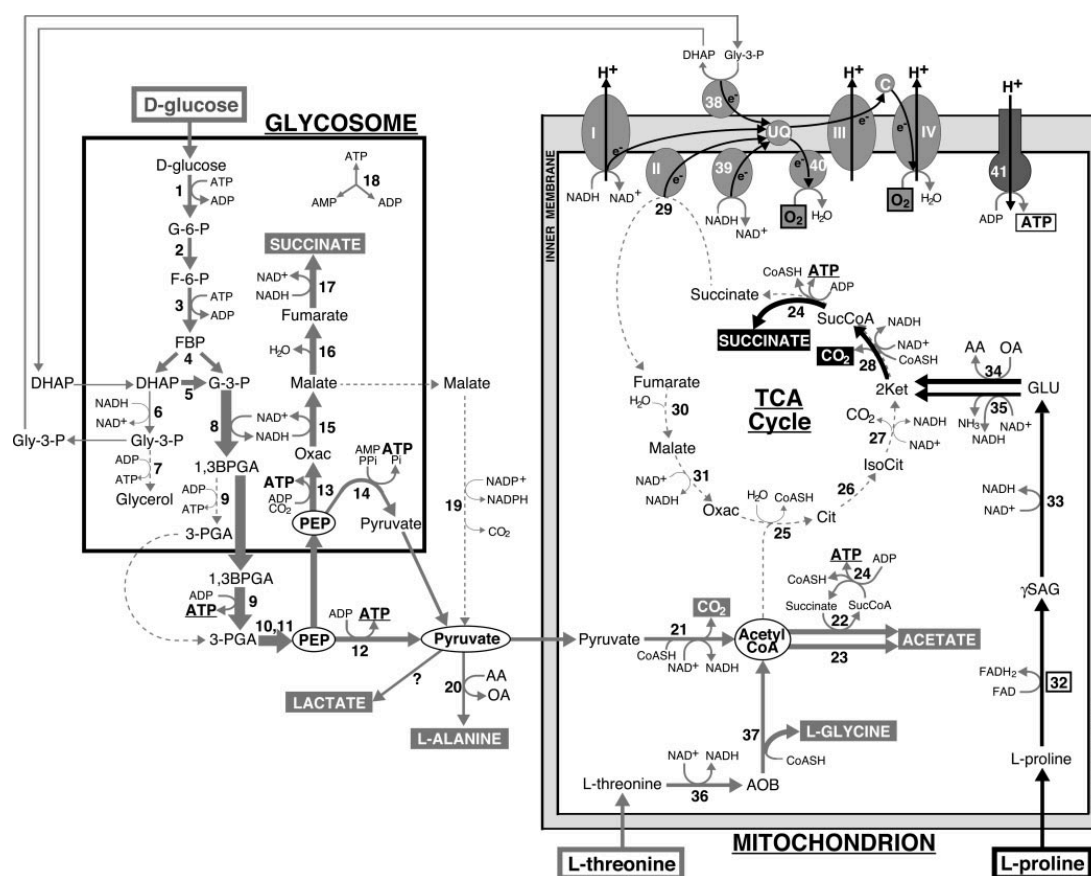 DHAP Gly-3-P
H+ H+ H+ H+
D-glucose
GLYCOSOME
INNER MEMBRANE
I 38 e- UQ III C e- IV 41
e- II 39 e- 40 e- e-
NADH NAD+ 29 NADH NAD+ O2 H2O O2 H2O ADP ATP
D-glucose
1 ATP ADP
G-6-P
2
F-6-P
3 ATP ADP
FBP
4
ATP 18 AMP ADP
SUCCINATE
NAD+ NADH 17
Fumarate
H2O 16
Malate
NAD+ NADH 15
Oxac
ATP ADP CO2 13
PEP
AMP PPi ATP Pi
14
Pyruvate
DHAP DHAP 5 G-3-P
NADH NAD+ 6
Gly-3-P Gly-3-P
ADP ATP 7
Glycerol
8 NAD+ NADH
1,3BPGA
ADP ATP 9
3-PGA
1,3BPGA
ADP ATP 9
3-PGA 10,11 PEP
ADP ATP 12
Pyruvate
Malate
19 NADP+ NADPH CO2
?
LACTATE
20 AA OA
L-ALANINE
Succinate CoASH ATP ADP
24
SUCCINATE
SucCoA
CO2 28 NADH NAD+ CoASH
2Ket
AA OA 34
GLU
NH3 NADH NAD+ 35
TCA
Cycle
Fumarate
H2O 30
Malate
NAD+ NADH 31
Oxac
H2O CoASH
25
Cit
26
IsoCit
CO2 27 NADH NAD+
NADH NAD+ 33
γSAG
FADH2 FAD 32
L-proline
Pyruvate 21 CO2
CoASH NAD+ NADH
Acetyl
CoA
ATP ADP
CoASH 24
Succinate SucCoA
22
ACETATE
23
37 L-GLYCINE
CoASH
L-threonine NAD+ NADH 36 AOB
MITOCHONDRION
L-threonine
L-proline